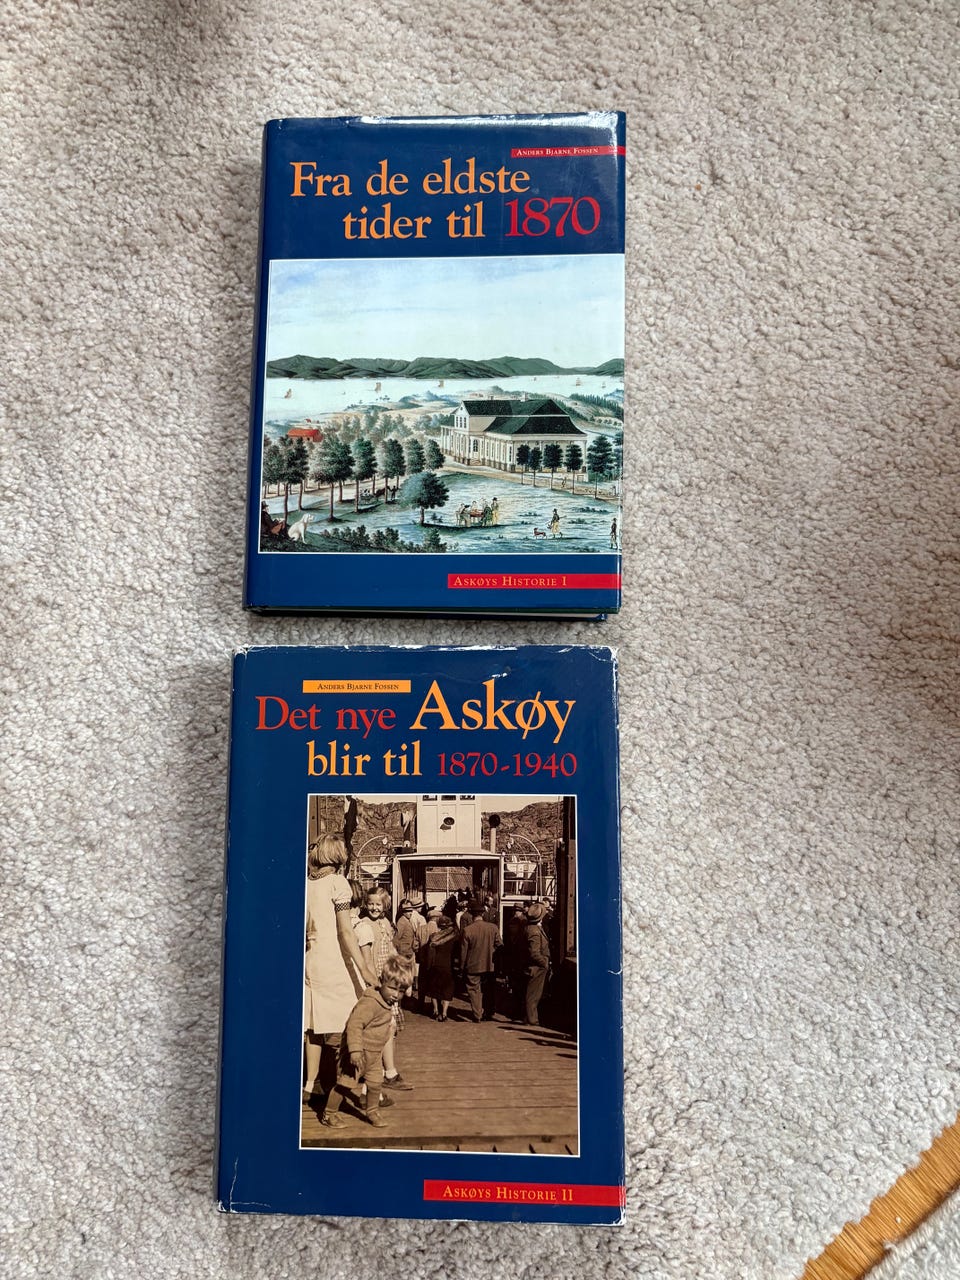 Anders Bjarne Fossen
Fra de eldste
tider til 1870
Askøys Historie I
Anders Bjarne Fossen
Det nye Askøy
blir til 1870-1940
Askøys Historie II